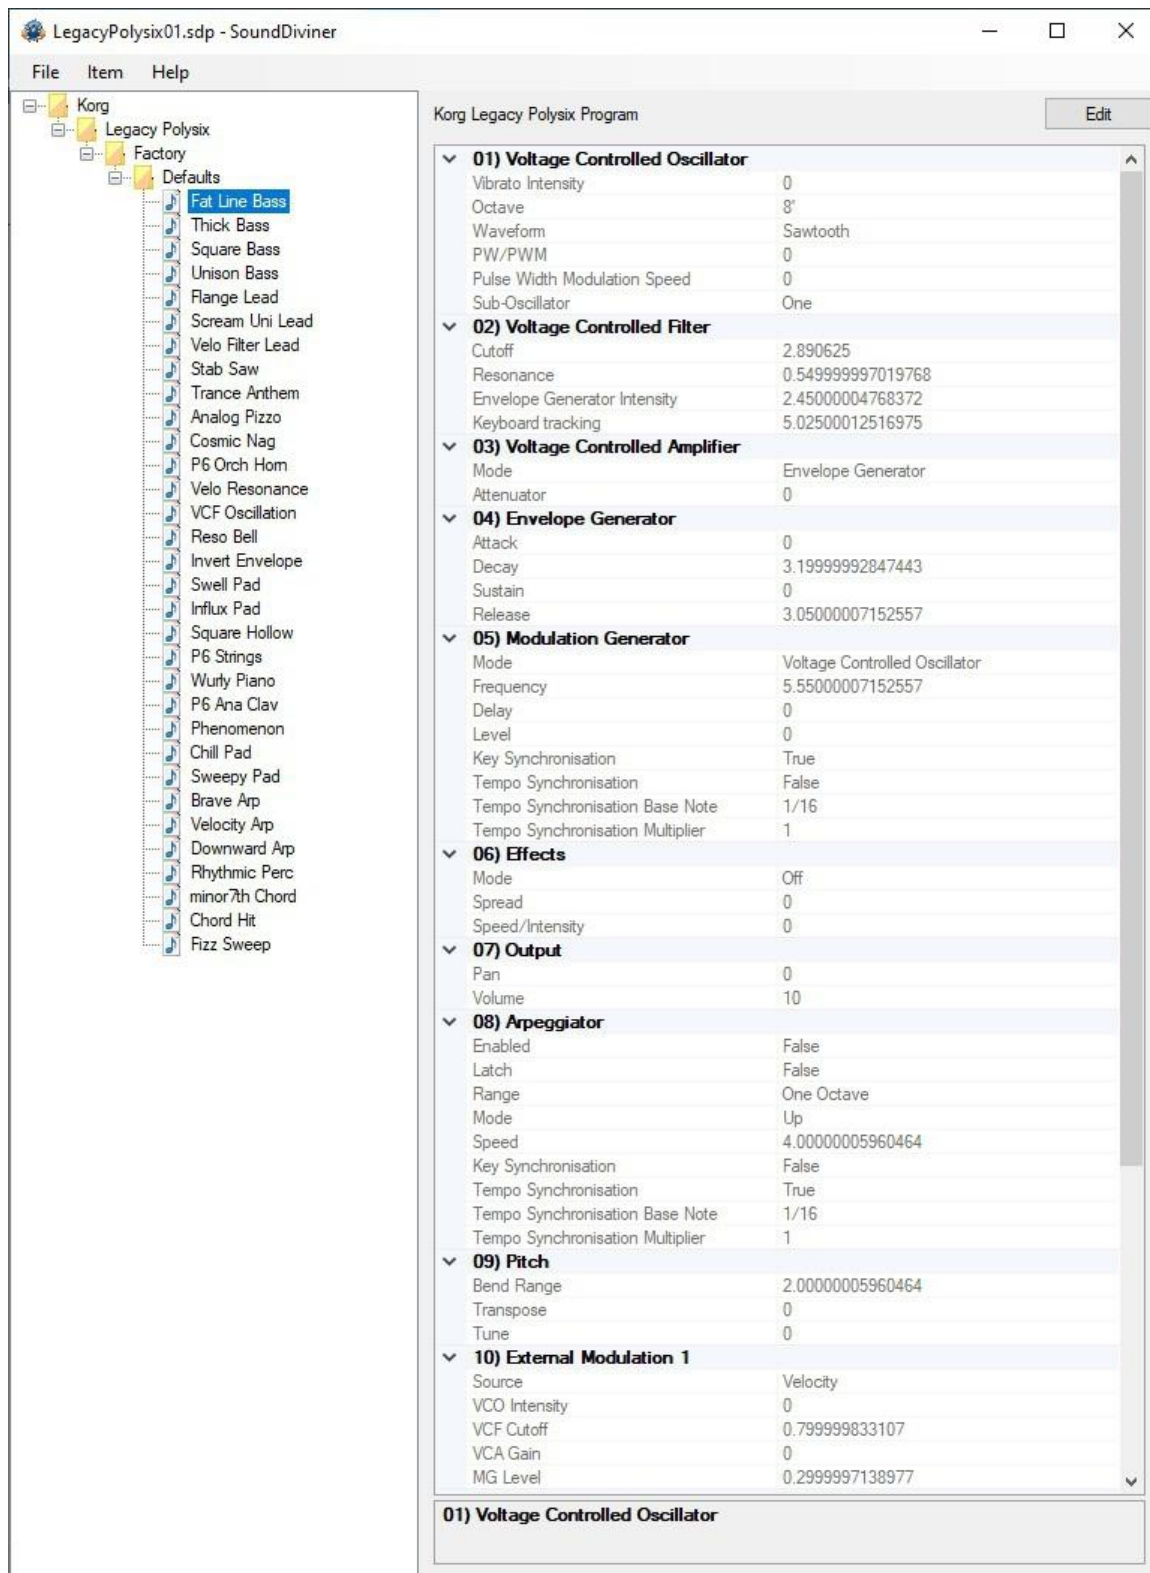 LegacyPolysix01.sdp - SoundDiviner
File Item Help
Korg
Legacy Polysix
Factory
Defaults
Fat Line Bass
Thick Bass
Square Bass
Unison Bass
Flange Lead
Scream Uni Lead
Velo Filter Lead
Stab Saw
Trance Anthem
Analog Pizzo
Cosmic Nag
P6 Orch Horn
Velo Resonance
VCF Oscillation
Reso Bell
Invert Envelope
Swell Pad
Influx Pad
Square Hollow
P6 Strings
Wurly Piano
P6 Ana Clav
Phenomenon
Chill Pad
Sweepy Pad
Brave Arp
Velocity Arp
Downward Arp
Rhythmic Perc
minor7th Chord
Chord Hit
Fizz Sweep
Korg Legacy Polysix Program Edit
01) Voltage Controlled Oscillator
Vibrato Intensity 0
Octave 8'
Waveform Sawtooth
PW/PWM 0
Pulse Width Modulation Speed 0
Sub-Oscillator One
02) Voltage Controlled Filter
Cutoff 2.890625
Resonance 0.549999997019768
Envelope Generator Intensity 2.45000004768372
Keyboard tracking 5.02500012516975
03) Voltage Controlled Amplifier
Mode Envelope Generator
Attenuator 0
04) Envelope Generator
Attack 0
Decay 3.19999992847443
Sustain 0
Release 3.05000007152557
05) Modulation Generator
Mode Voltage Controlled Oscillator
Frequency 5.55000007152557
Delay 0
Level 0
Key Synchronisation True
Tempo Synchronisation False
Tempo Synchronisation Base Note 1/16
Tempo Synchronisation Multiplier 1
06) Effects
Mode Off
Spread 0
Speed/Intensity 0
07) Output
Pan 0
Volume 10
08) Arpeggiator
Enabled False
Latch False
Range One Octave
Mode Up
Speed 4.00000005960464
Key Synchronisation False
Tempo Synchronisation True
Tempo Synchronisation Base Note 1/16
Tempo Synchronisation Multiplier 1
09) Pitch
Bend Range 2.00000005960464
Transpose 0
Tune 0
10) External Modulation 1
Source Velocity
VCO Intensity 0
VCF Cutoff 0.799999833107
VCA Gain 0
MG Level 0.2999997138977
01) Voltage Controlled Oscillator